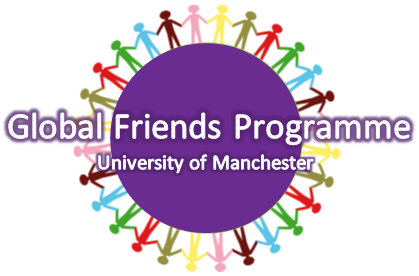 Global Friends Programme
University of Manchester